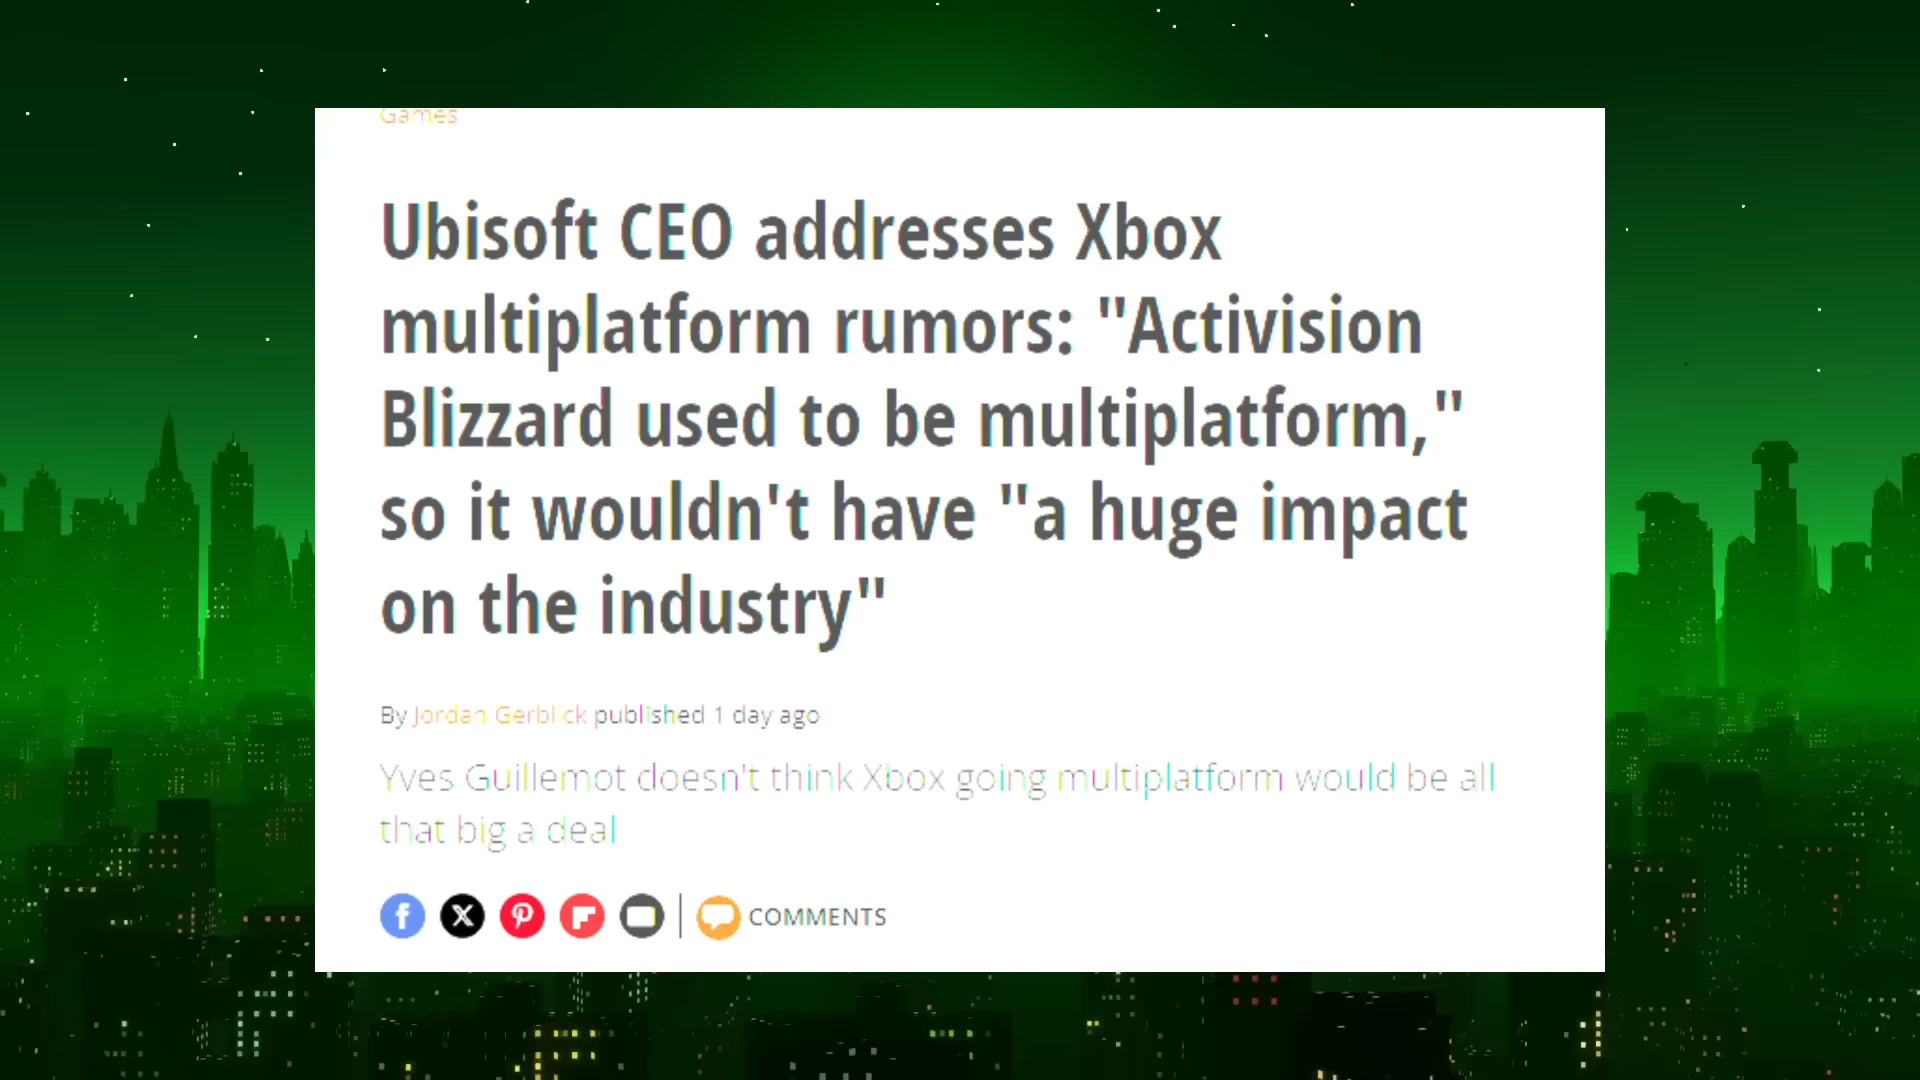 Games
Ubisoft CEO addresses Xbox
multiplatform rumors: "Activision
Blizzard used to be multiplatform,"
so it wouldn't have "a huge impact
on the industry"
By Jordan Gerblick published 1 day ago
Yves Guillemot doesn't think Xbox going multiplatform would be all
that big a deal
COMMENTS